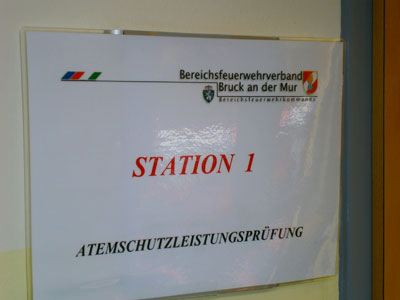 Bereichsfeuerwehrverband
Bruck an der Mur
Bereichsfeuerwehrkommando
STATION 1
ATEMSCHUTZLEISTUNGSPRÜFUNG